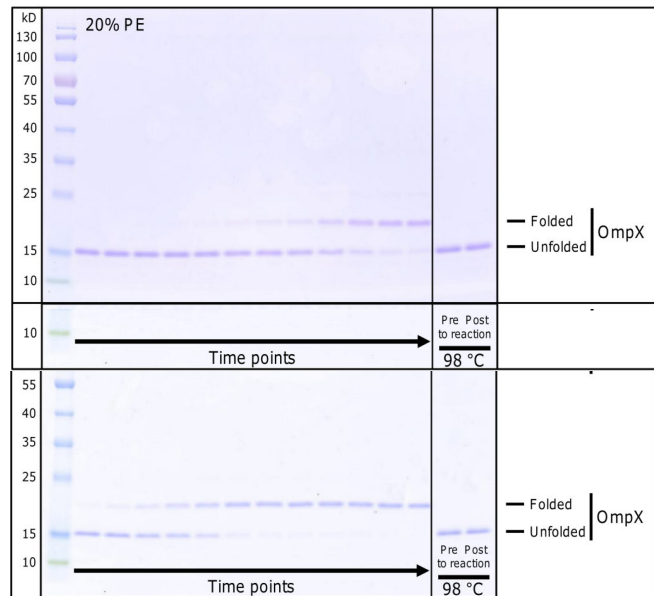 kD
20% PE
130
100
70
55
40
35
25
15
10
Folded
Unfolded
OmpX
10
Pre Post
to reaction
98 °C
Time points
55
40
35
25
15
10
Folded
Unfolded
OmpX
Pre Post
to reaction
98 °C
Time points